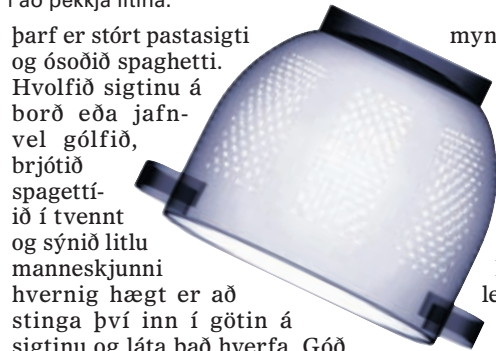 í að þekkja litina.
þarf er stórt pastasigti
og ósoðið spaghetti.
Hvolfið sigtinu á
borð eða jafn-
vel gólfið,
brjótið
spagettí-
ið í tvennt
og sýnið litlu
manneskjunni
hvernig hægt er að
stinga því inn í götin á
sigtinu og láta það hverfa. Góð
myn
le